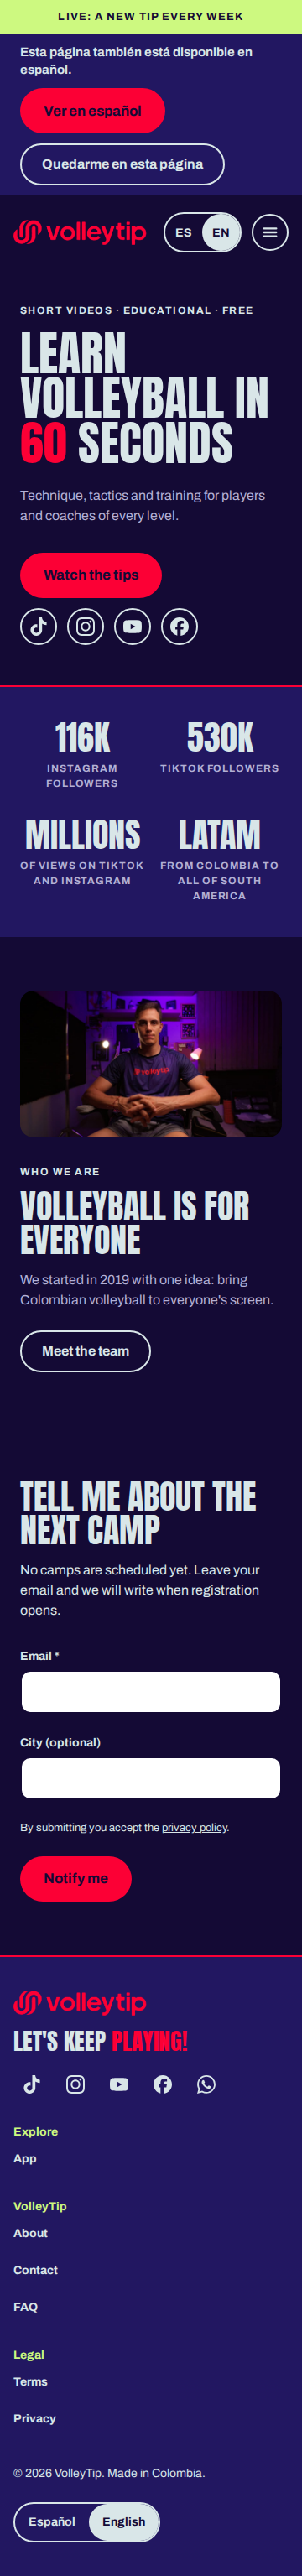 LIVE: A NEW TIP EVERY WEEK
Esta página también está disponible en
español.
Ver en español
Quedarme en esta página
volleytip
ES EN
SHORT VIDEOS · EDUCATIONAL · FREE
LEARN
VOLLEYBALL IN
60 SECONDS
Technique, tactics and training for players
and coaches of every level.
Watch the tips
116K
INSTAGRAM
FOLLOWERS
530K
TIKTOK FOLLOWERS
MILLIONS
OF VIEWS ON TIKTOK
AND INSTAGRAM
LATAM
FROM COLOMBIA TO
ALL OF SOUTH
AMERICA
WHO WE ARE
VOLLEYBALL IS FOR
EVERYONE
We started in 2019 with one idea: bring
Colombian volleyball to everyone's screen.
Meet the team
TELL ME ABOUT THE
NEXT CAMP
No camps are scheduled yet. Leave your
email and we will write when registration
opens.
Email *
City (optional)
By submitting you accept the privacy policy.
Notify me
volleytip
LET'S KEEP PLAYING!
Explore
App
VolleyTip
About
Contact
FAQ
Legal
Terms
Privacy
© 2026 VolleyTip. Made in Colombia.
Español English